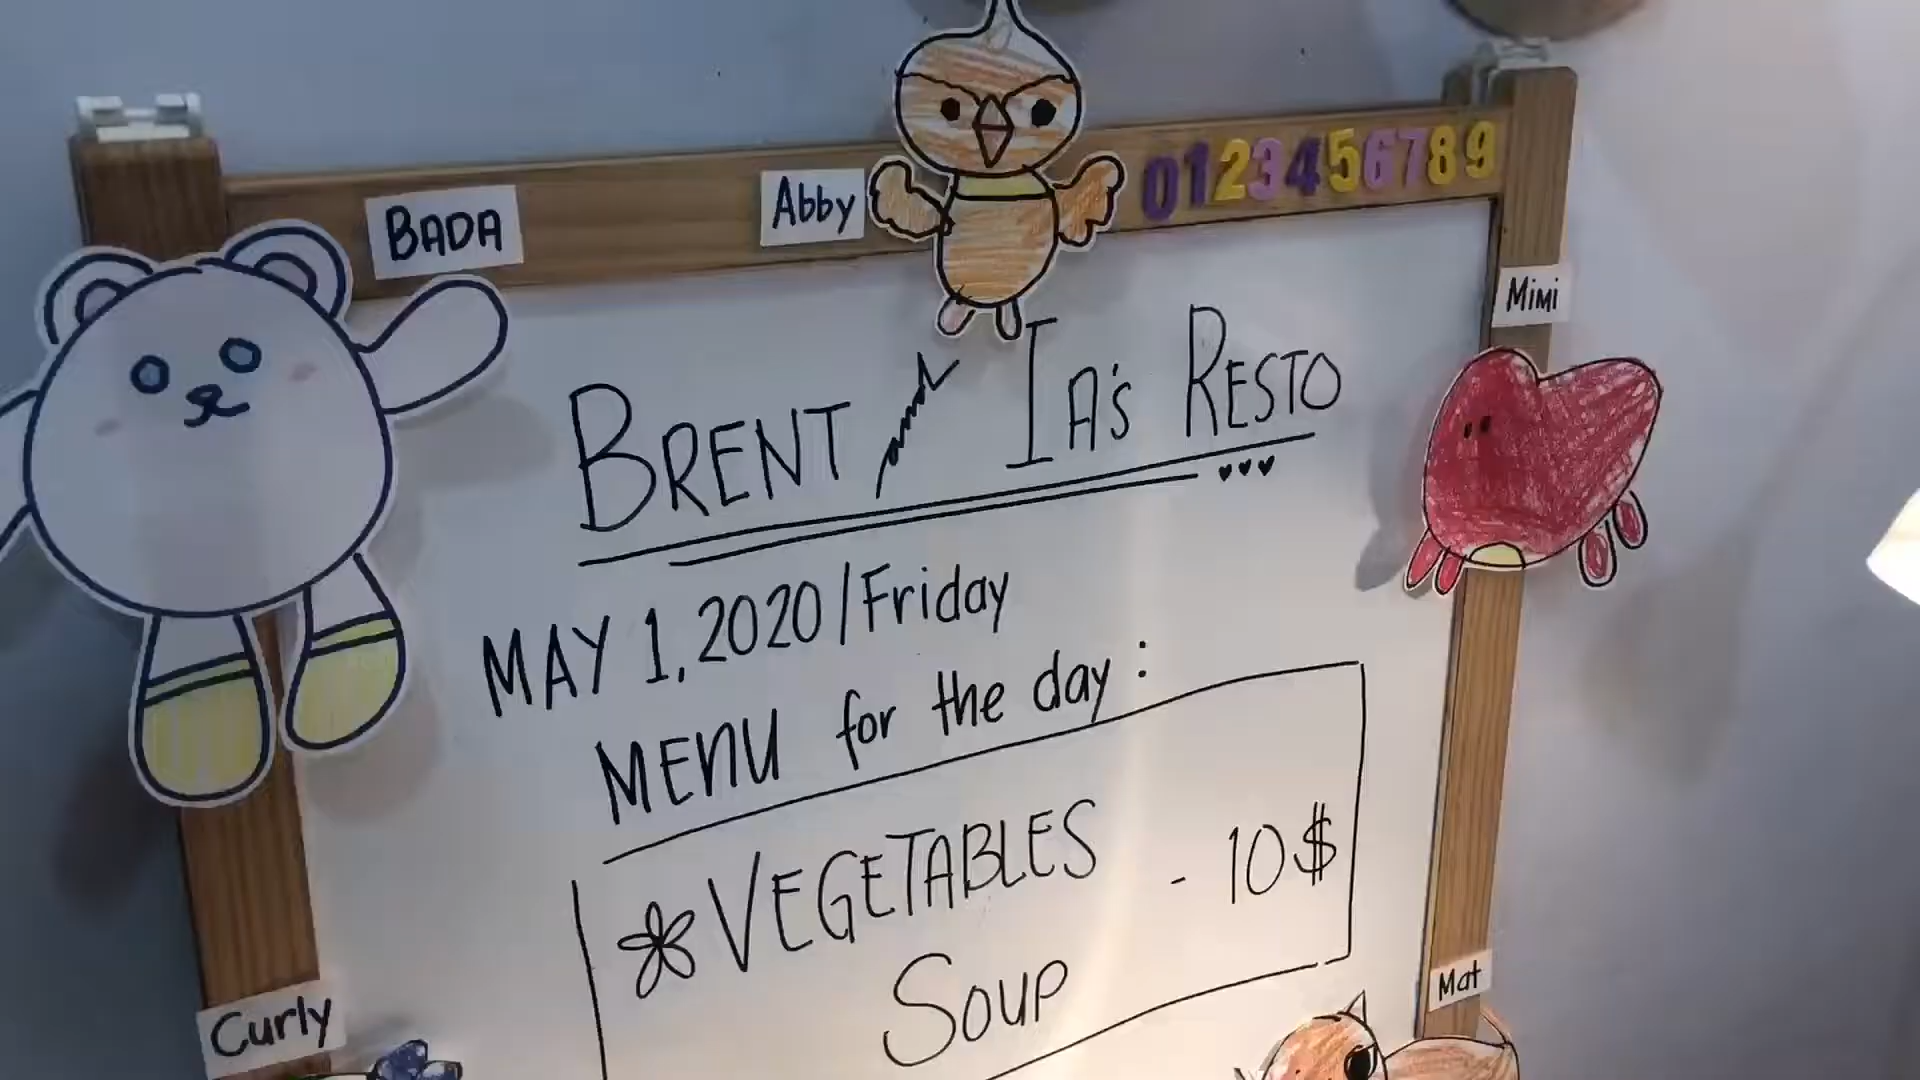 BADA
Abby
0123456789
Mimi
BRENT and IA's RESTO
MAY 1, 2020/Friday
MENU for the day:
VEGETABLES - 10$
SOUP
Mat
Curly